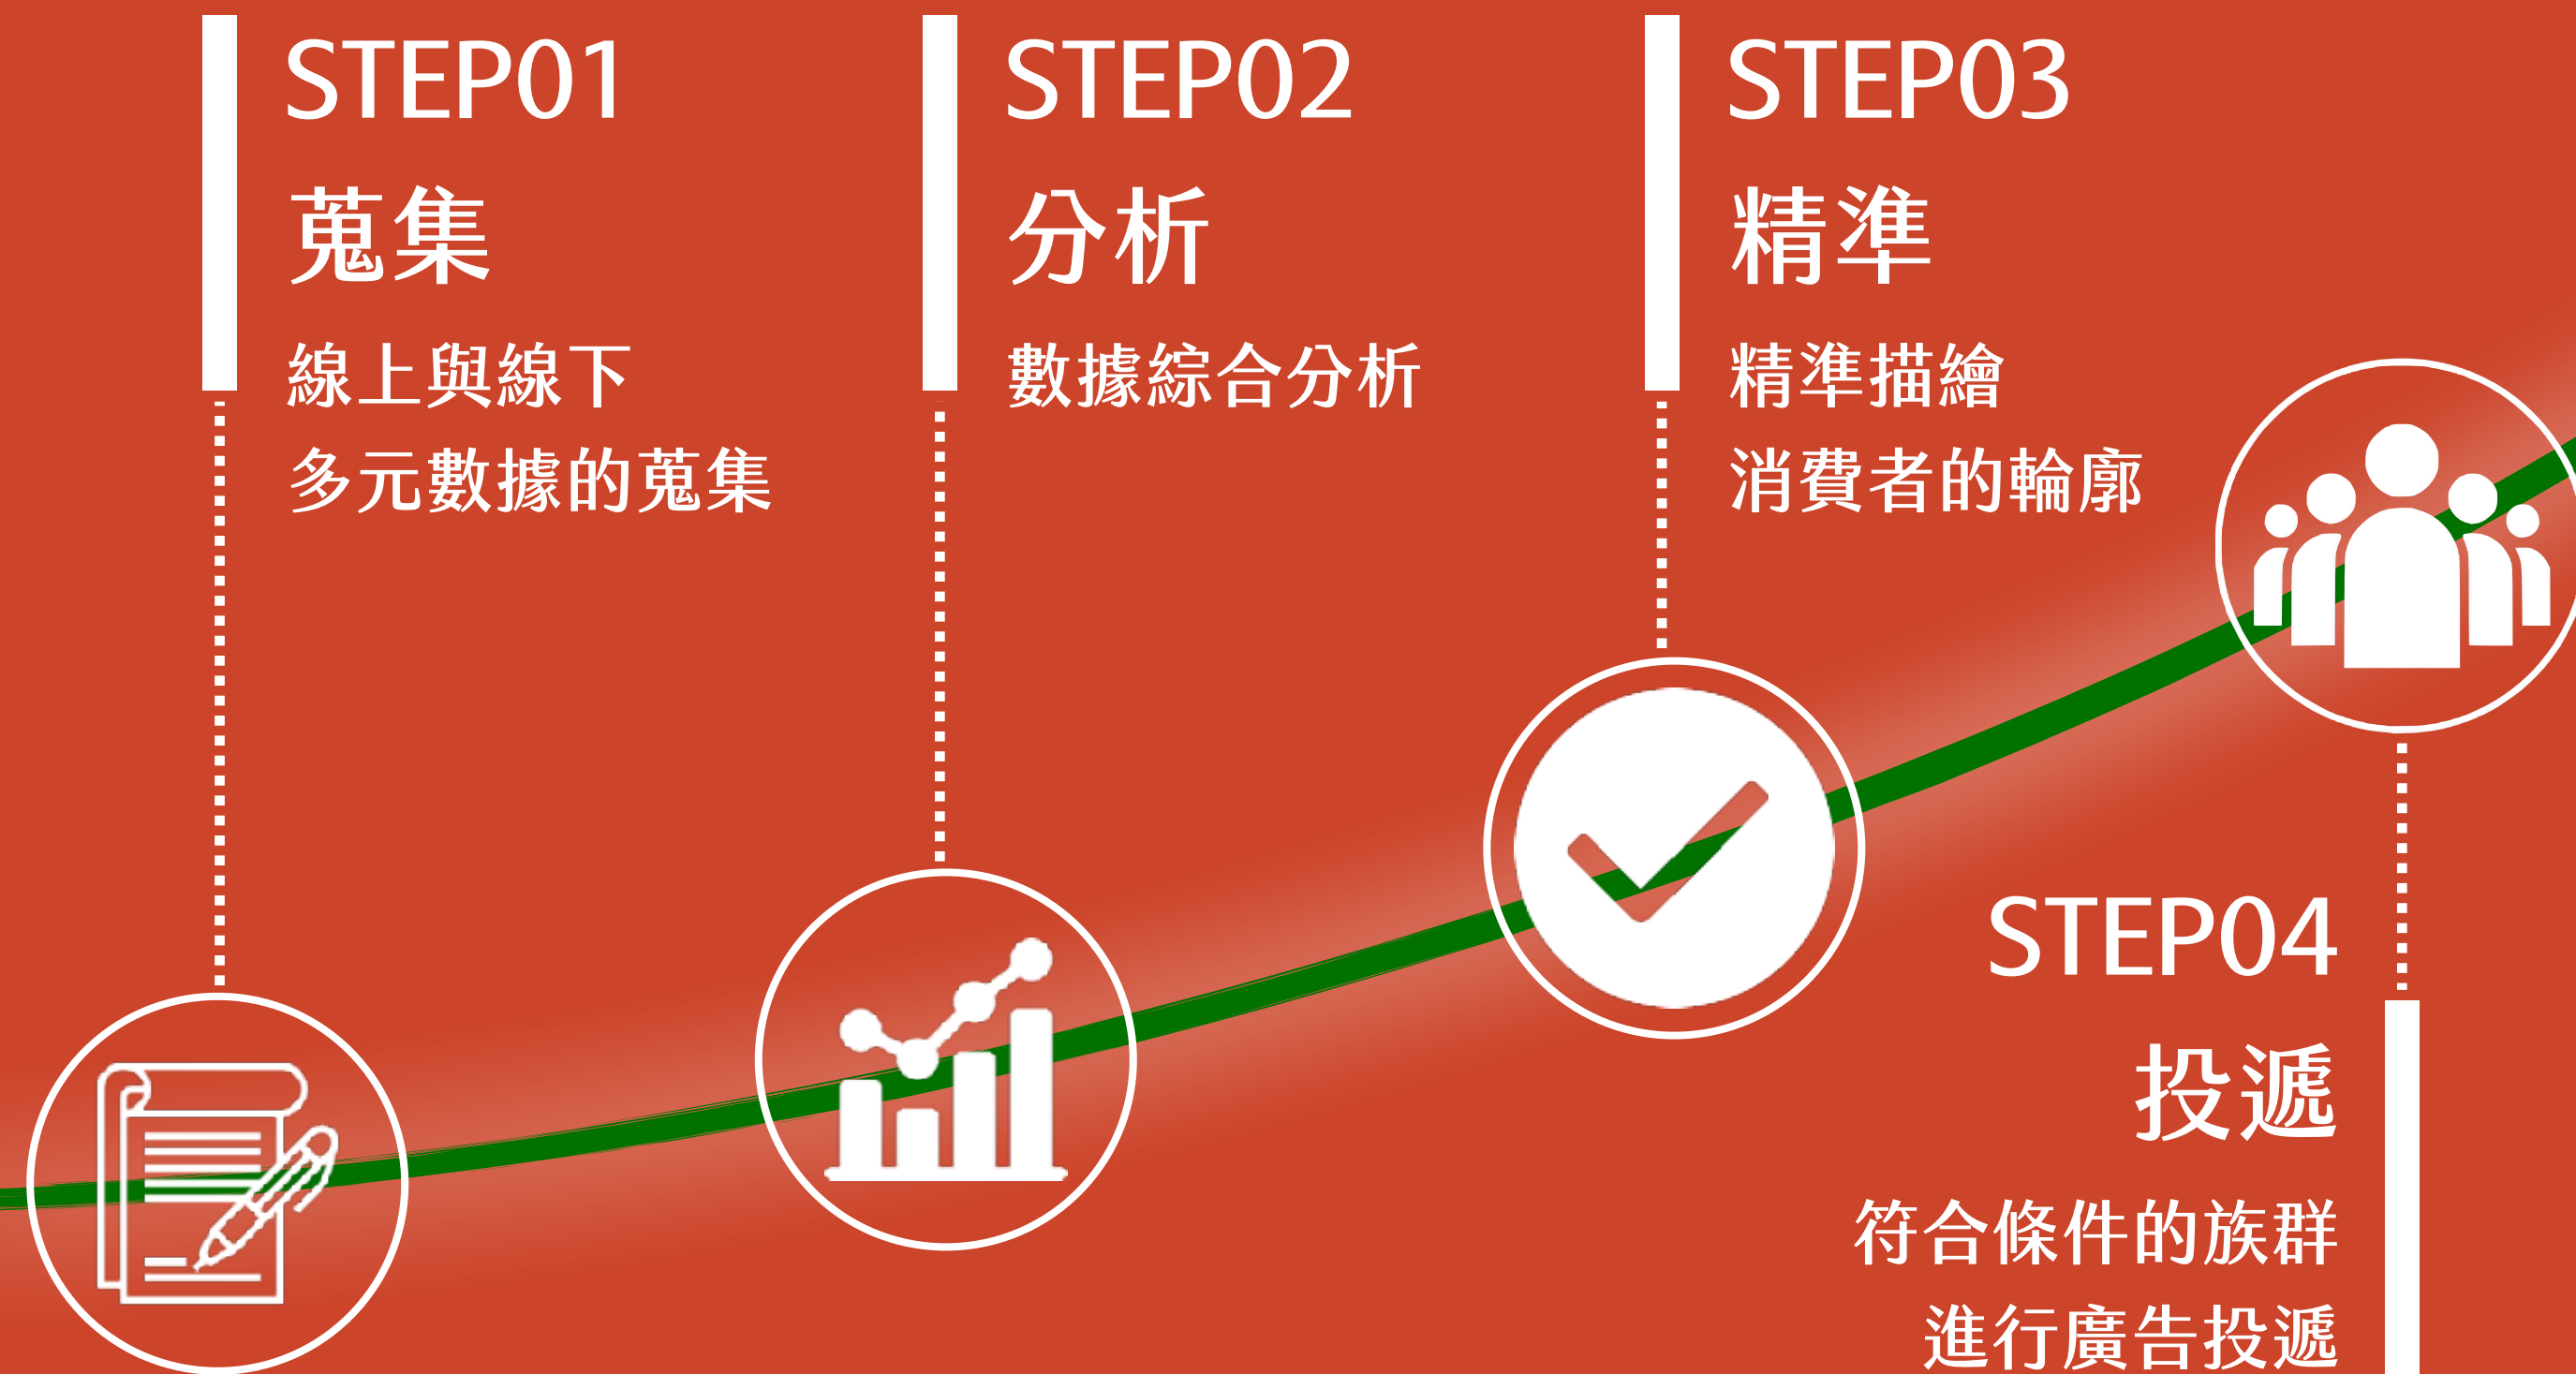 STEP01
蒐集
線上與線下
多元數據的蒐集
STEP02
分析
數據綜合分析
STEP03
精準
精準描繪
消費者的輪廓
STEP04
投遞
符合條件的族群
進行廣告投遞